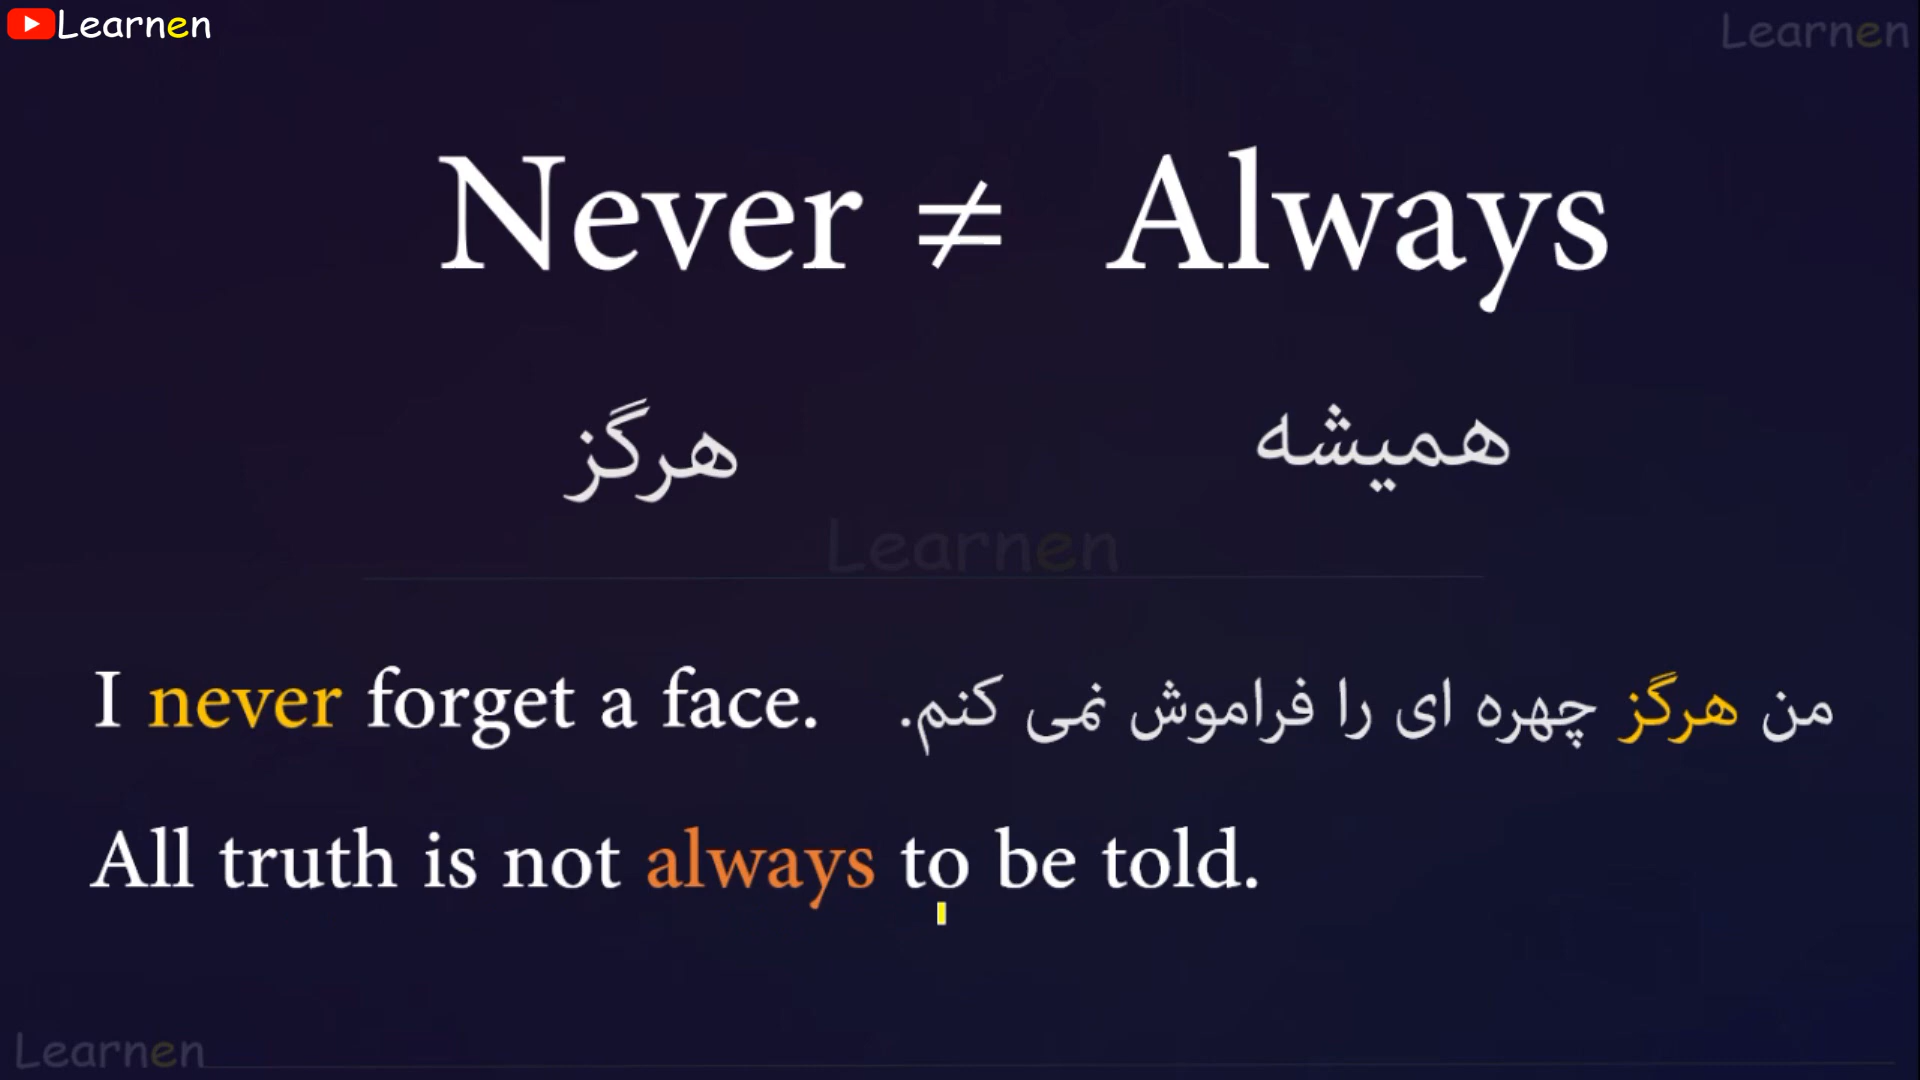 Learnen
Learnen
Never ≠ Always
هرگز
همیشه
Learnen
I never forget a face.
من هرگز چهره ای را فراموش نمی کنم.
All truth is not always to be told.
Learnen